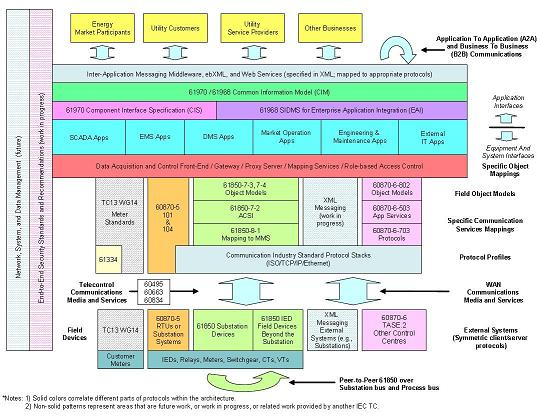 Energy
Market Participants
Utility Customers
Utility
Service Providers
Other Businesses
Application To Application (A2A)
and Business To Business
(B2B) Communications
Inter-Application Messaging Middleware, ebXML, and Web Services (specified in XML; mapped to appropriate protocols)
61970 / 61968 Common Information Model (CIM)
61970 Component Interface Specification (CIS)
61968 SIDMS for Enterprise Application Integration (EAI)
Application
Interfaces
SCADA Apps
EMS Apps
DMS Apps
Market Operation
Apps
Engineering &
Maintenance Apps
External
IT Apps
Equipment And
System Interfaces
Data Acquisition and Control Front-End / Gateway / Proxy Server / Mapping Services / Role-based Access Control
Specific Object
Mappings
Network, System, and Data Management (future)
End-to-End Security Standards and Recommendations (work in progress)
TC13 WG14
Meter
Standards
60870-5
101
&
104
61850-7-3, 7-4
Object Models
61850-7-2
ACSI
61850-8-1
Mapping to MMS
XML
Messaging
(work in
progress)
60870-6-802
Object Models
60870-6-503
App Services
60870-6-703
Protocols
Field Object Models
Specific Communication
Services Mappings
61334
Communication Industry Standard Protocol Stacks
(ISO/TCP/IP/Ethernet)
Protocol Profiles
Telecontrol
Communications
Media and Services
60495
60663
60834
WAN
Communications
Media and Services
Field
Devices
TC13 WG14
60870-5
RTUs or
Substation
Systems
61850 Substation
Devices
61850 IED
Field Devices
Beyond the
Substation
XML
Messaging
External
Systems (e.g.,
Substations)
60870-6
TASE.2
Other Control
Centres
External Systems
(Symmetric client/server
protocols)
Customer
Meters
IEDs, Relays, Meters, Switchgear, CTs, VTs
Peer-to-Peer 61850 over
Substation bus and Process bus
*Notes: 1) Solid colors correlate different parts of protocols within the architecture.
2) Non-solid patterns represent areas that are future work, or work in progress, or related work provided by another IEC TC.